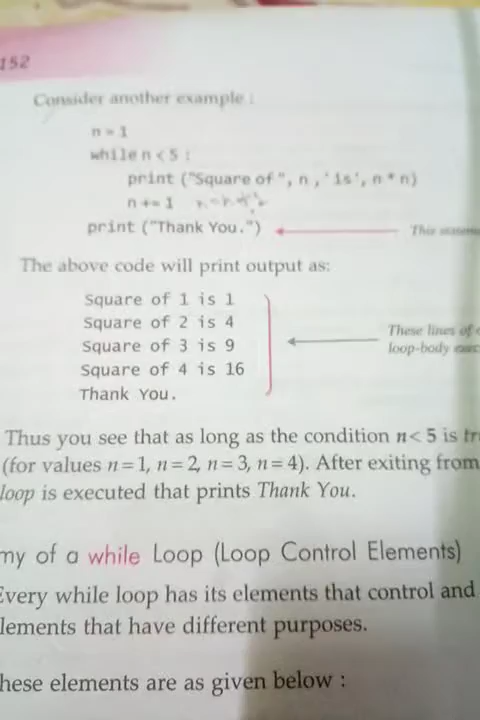 152
Consider another example :
n = 1
while n < 5 :
print ("Square of ", n , ' is', n * n)
n += 1
print ("Thank You.")
This
The above code will print output as:
Square of 1 is 1
Square of 2 is 4
Square of 3 is 9
Square of 4 is 16
Thank You.
These lines of
loop-body
Thus you see that as long as the condition n< 5 is
(for values n=1, n=2, n=3, n=4). After exiting from
loop is executed that prints Thank You.
my of a while Loop (Loop Control Elements)
Every while loop has its elements that control and
lements that have different purposes.
hese elements are as given below :